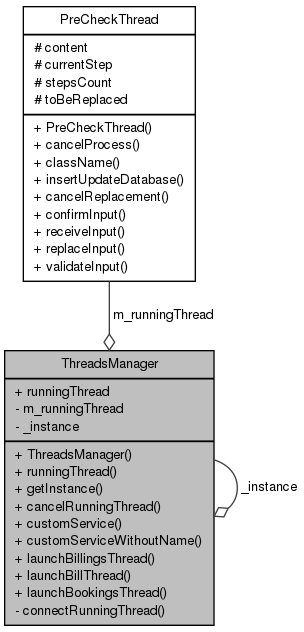 PreCheckThread
# content
# currentStep
# stepsCount
# toBeReplaced
+ PreCheckThread()
+ cancelProcess()
+ className()
+ insertUpdateDatabase()
+ cancelReplacement()
+ confirmInput()
+ receiveInput()
+ replaceInput()
+ validateInput()
m_runningThread
ThreadsManager
+ runningThread
- m_runningThread
- _instance
+ ThreadsManager()
+ runningThread()
+ getInstance()
+ cancelRunningThread()
+ customService()
+ customServiceWithoutName()
+ launchBillingsThread()
+ launchBillThread()
+ launchBookingsThread()
- connectRunningThread()
_instance